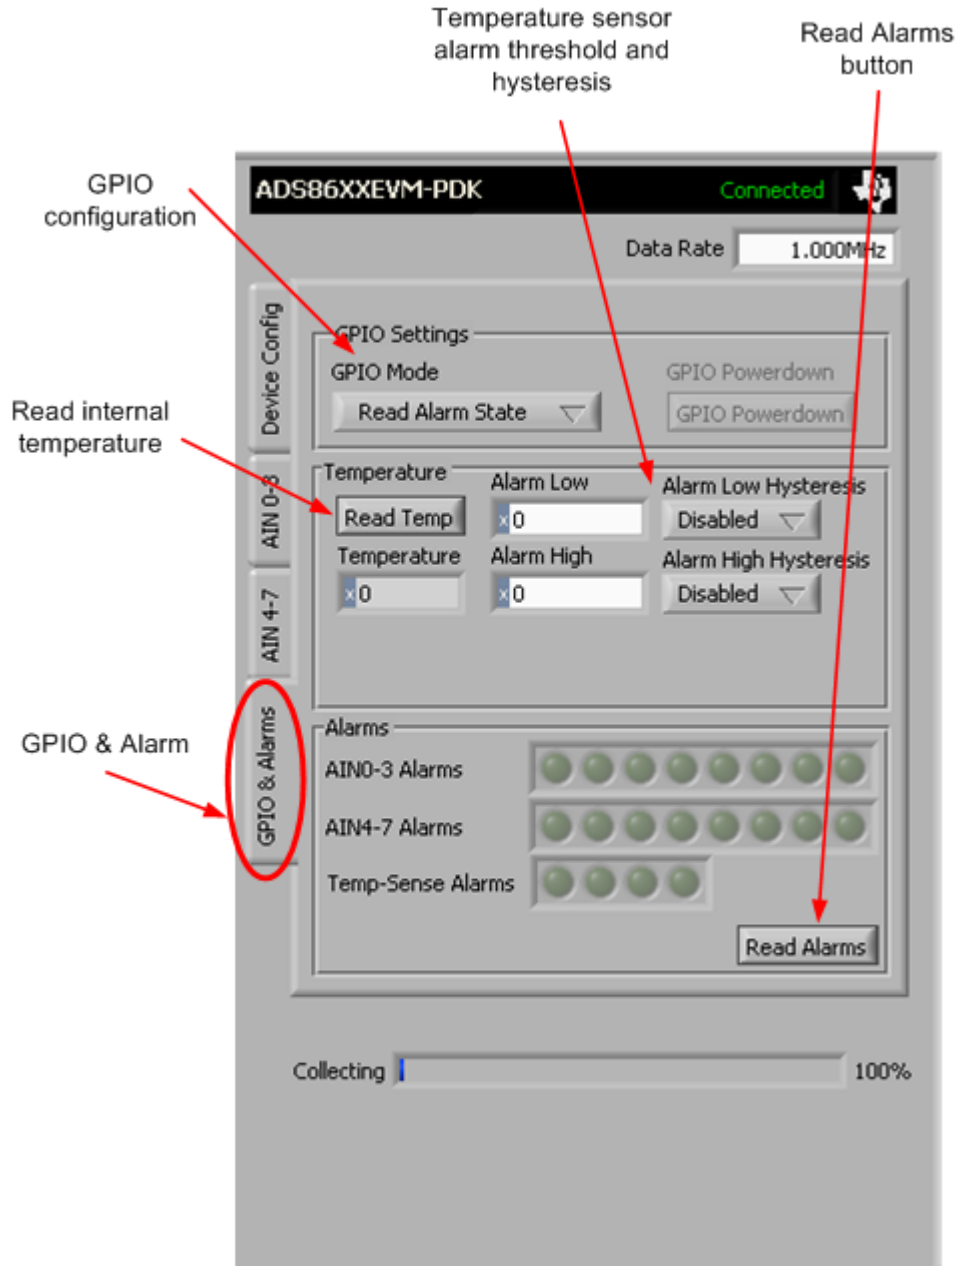 Temperature sensor
alarm threshold and
hysteresis
Read Alarms
button
GPIO
configuration
ADS86XXEVM-PDK
Connected
Data Rate
1.000MHz
Device Config
GPIO Settings
GPIO Mode
GPIO Powerdown
Read Alarm State
GPIO Powerdown
Read internal
temperature
AIN 0-3
Temperature
Alarm Low
Alarm Low Hysteresis
Read Temp
x 0
Disabled
Temperature
Alarm High
Alarm High Hysteresis
x 0
x 0
Disabled
AIN 4-7
GPIO & Alarm
GPIO & Alarms
Alarms
AIN0-3 Alarms
AIN4-7 Alarms
Temp-Sense Alarms
Read Alarms
Collecting
100%